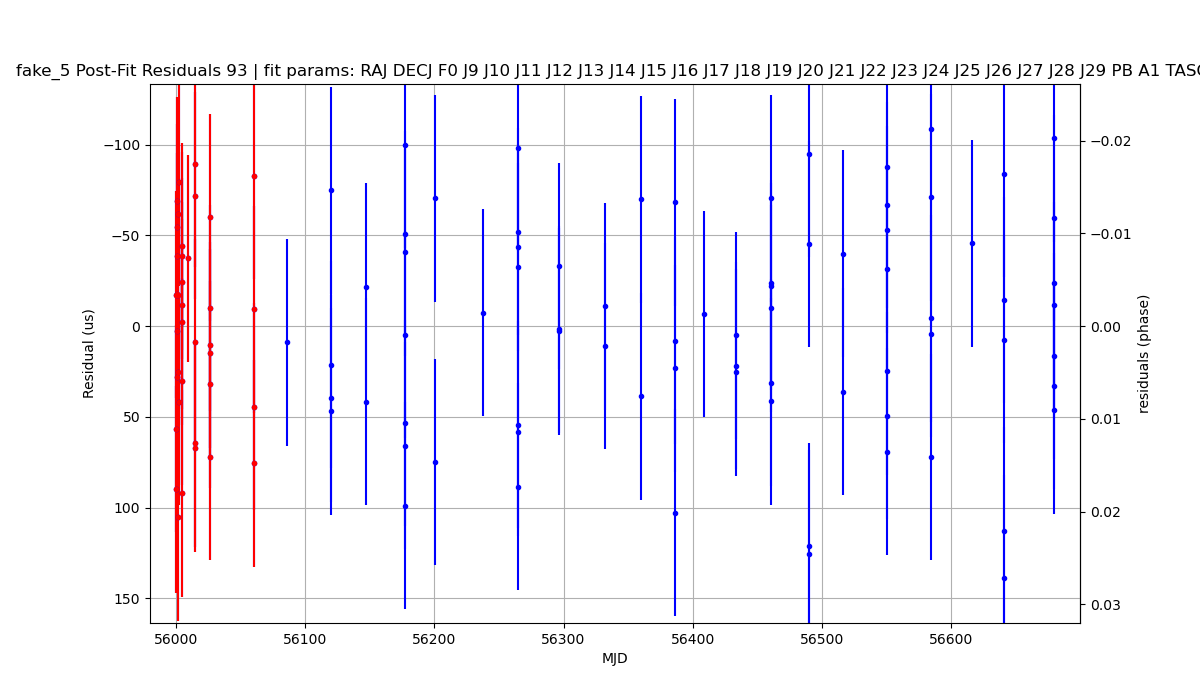 fake_5 Post-Fit Residuals 93 | fit params: RAJ DECJ F0 J9 J10 J11 J12 J13 J14 J15 J16 J17 J18 J19 J20 J21 J22 J23 J24 J25 J26 J27 J28 J29 PB A1
−100
−50
0
50
100
150
Residual (us)
−0.02
−0.01
0.00
0.01
0.02
0.03
residuals (phase)
56000 56100 56200 56300 56400 56500 56600
MJD